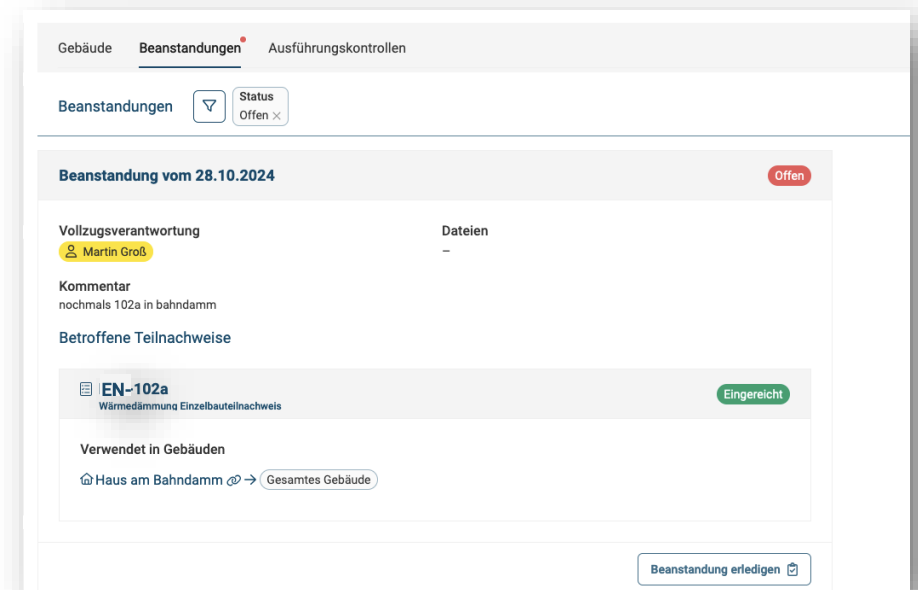 Gebäude Beanstandungen Ausführungskontrollen
Beanstandungen
Status
Offen
Beanstandung vom 28.10.2024 Offen
Vollzugsverantwortung Dateien
Martin Groß –
Kommentar
nochmals 102a in bahndamm
Betroffene Teilnachweise
EN-102a Eingereicht
Wärmedämmung Einzelbauteilnachweis
Verwendet in Gebäuden
Haus am Bahndamm → Gesamtes Gebäude
Beanstandung erledigen